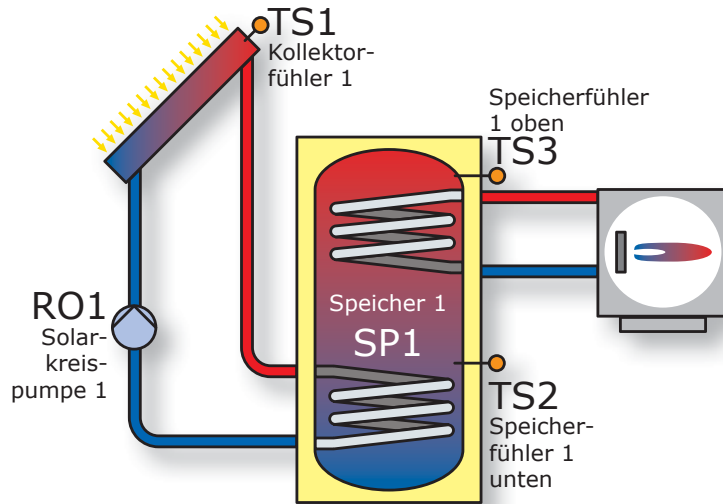 TS1
Kollektor-
fühler 1
Speicherfühler
1 oben
TS3
RO1
Solar-
kreis-
pumpe 1
Speicher 1
SP1
TS2
Speicher-
fühler 1
unten